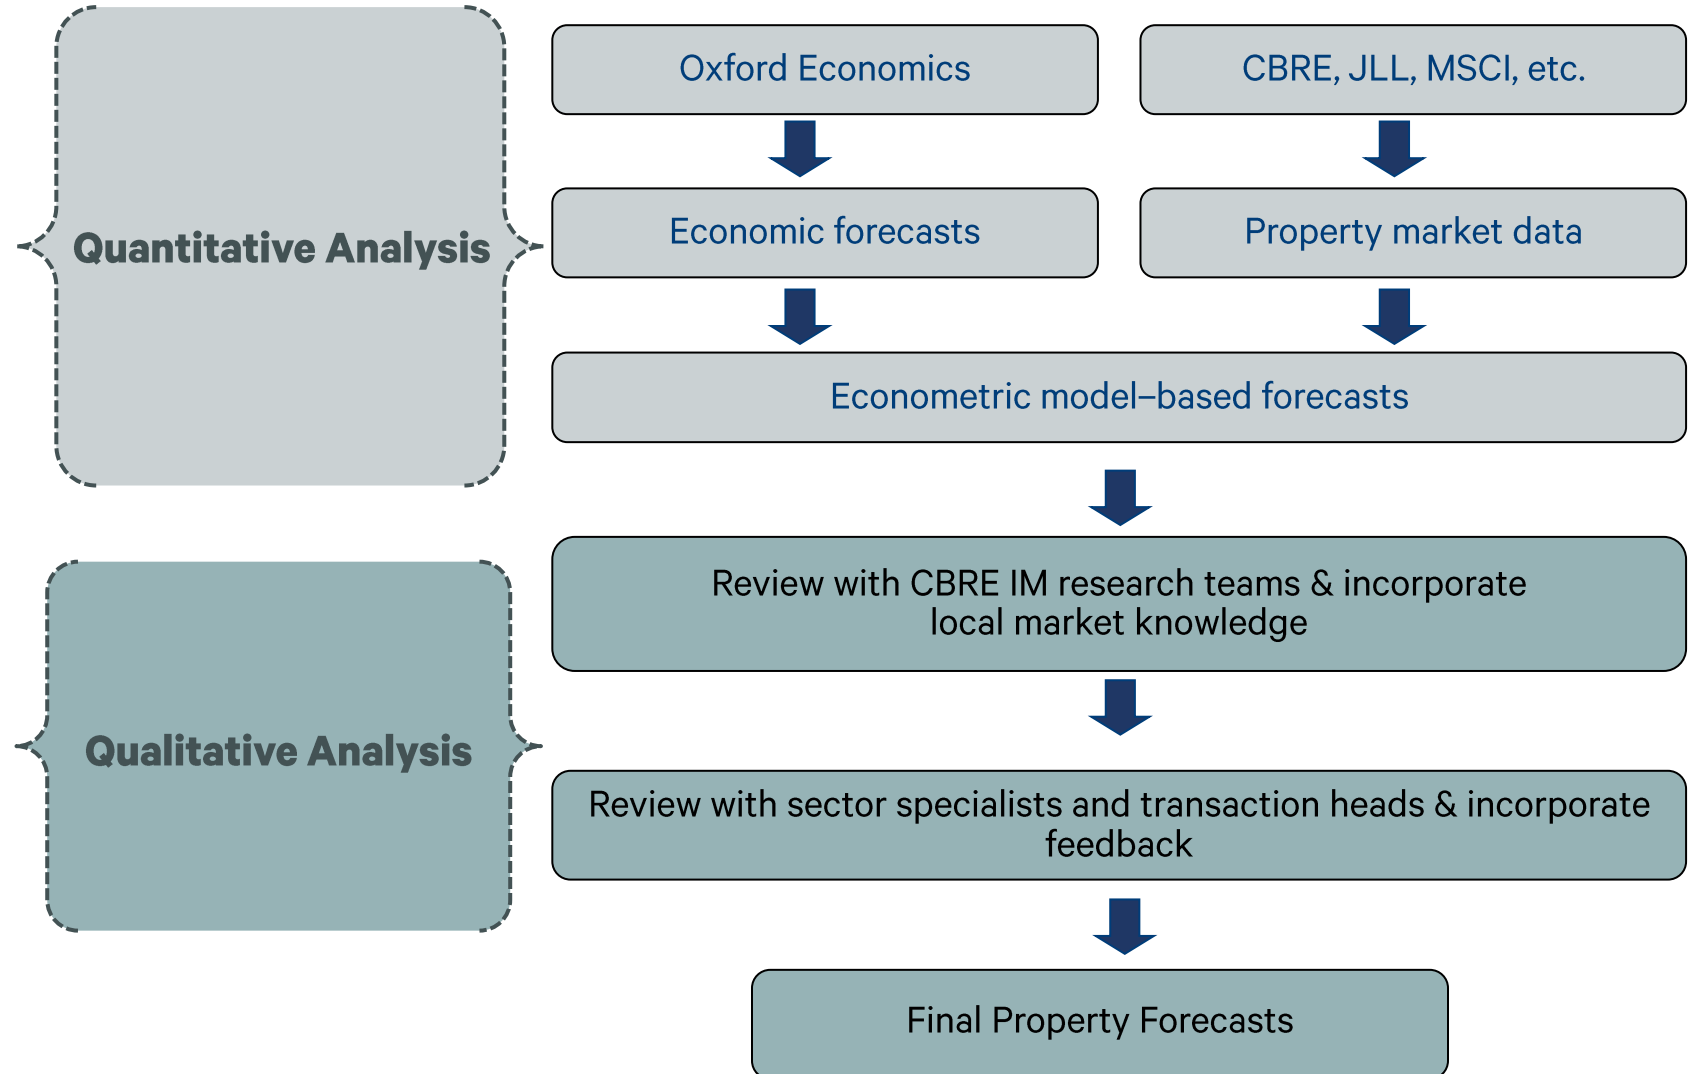 Oxford Economics
CBRE, JLL, MSCI, etc.
Quantitative Analysis
Economic forecasts
Property market data
Econometric model–based forecasts
Review with CBRE IM research teams & incorporate
local market knowledge
Qualitative Analysis
Review with sector specialists and transaction heads & incorporate
feedback
Final Property Forecasts